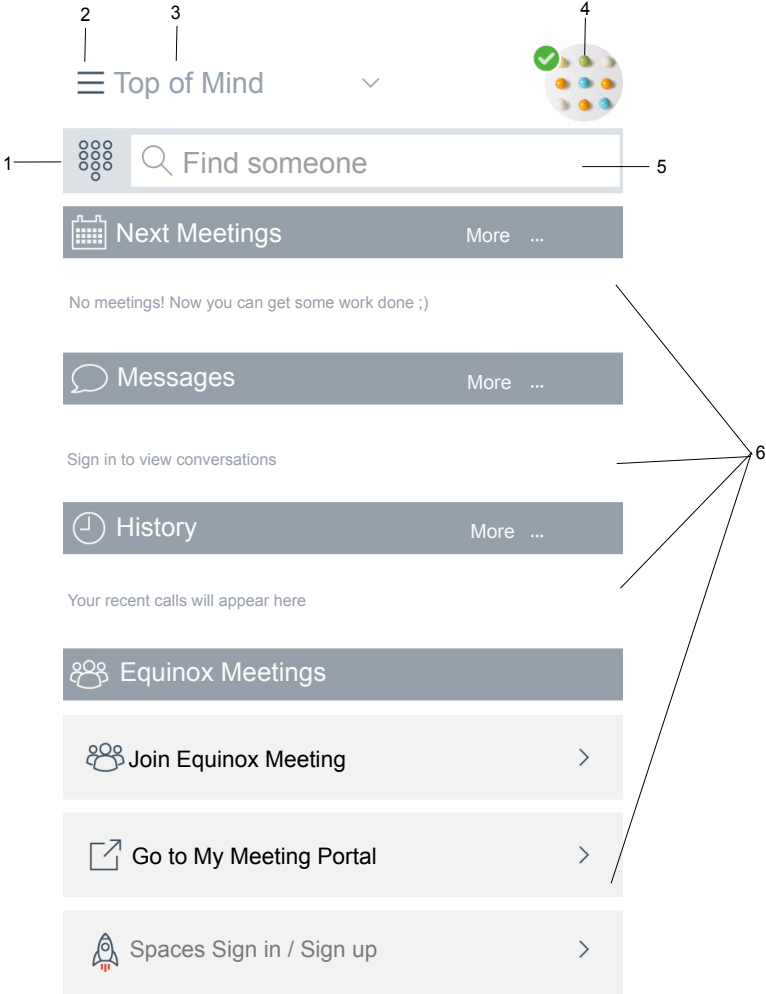 2 3 4
Top of Mind
1 Find someone 5
Next Meetings More ...
No meetings! Now you can get some work done ;)
Messages More ...
6
Sign in to view conversations
History More ...
Your recent calls will appear here
Equinox Meetings
Join Equinox Meeting
Go to My Meeting Portal
Spaces Sign in / Sign up